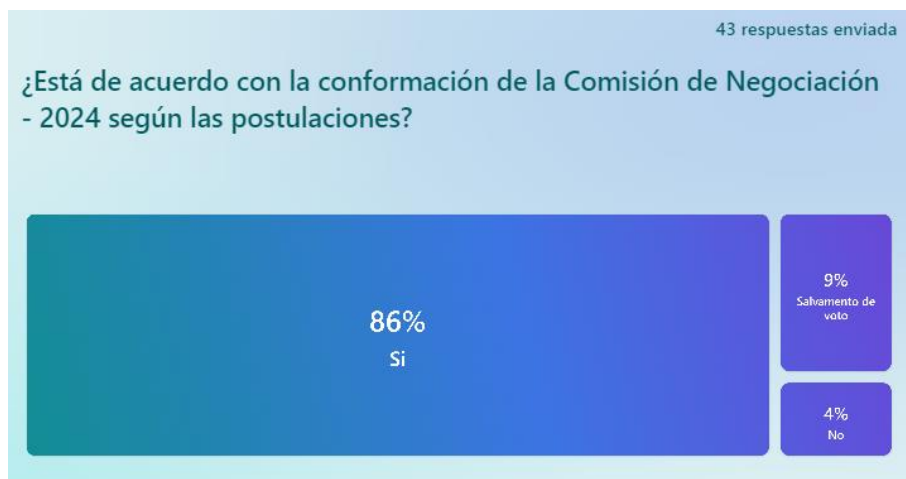 43 respuestas enviada
¿Está de acuerdo con la conformación de la Comisión de Negociación
- 2024 según las postulaciones?
86%
Si
9%
Salvamento de
voto
4%
No